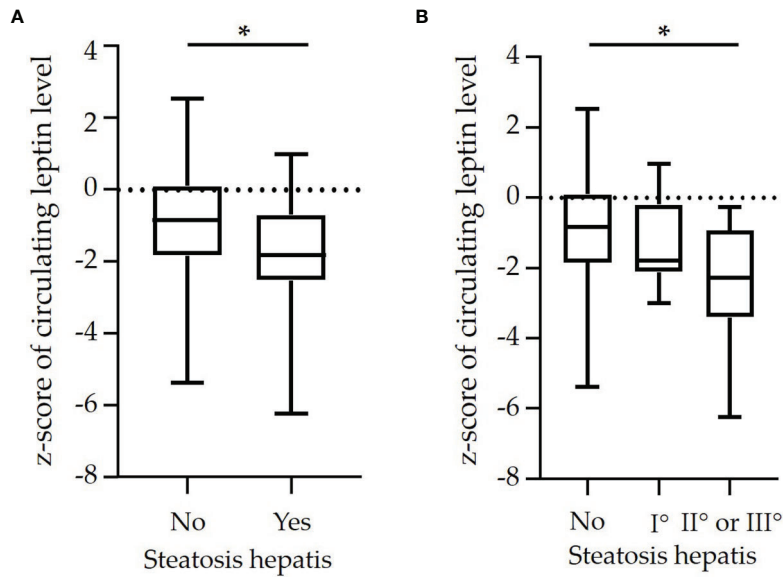 A
*
z-score of circulating leptin level
4
2
0
-2
-4
-6
-8
No Yes
Steatosis hepatis
B
*
z-score of circulating leptin level
4
2
0
-2
-4
-6
-8
No I° II° or III°
Steatosis hepatis